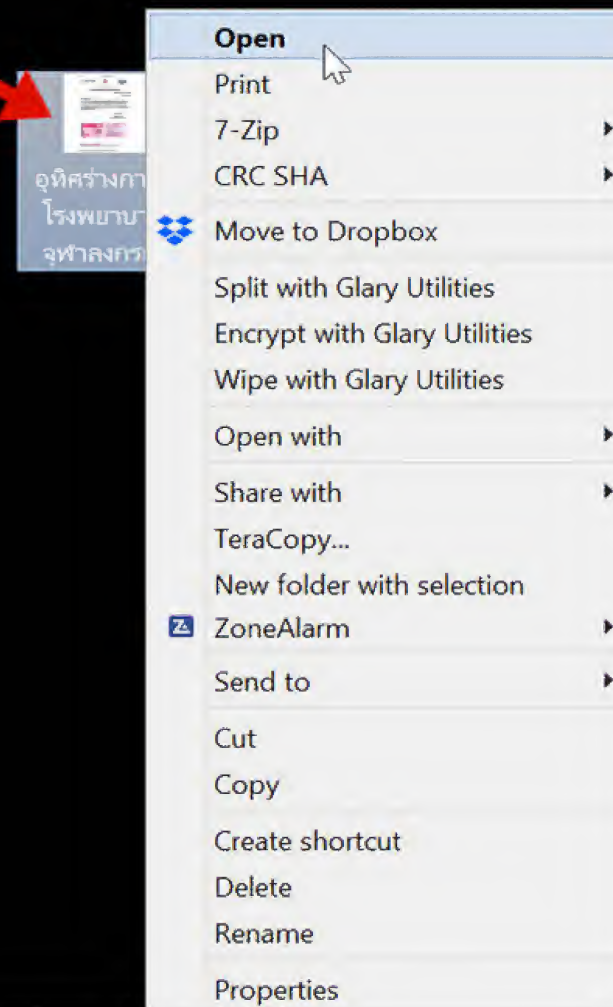 Open
Print
7-Zip
CRC SHA
Move to Dropbox
Split with Glary Utilities
Encrypt with Glary Utilities
Wipe with Glary Utilities
Open with
Share with
TeraCopy...
New folder with selection
ZoneAlarm
Send to
Cut
Copy
Create shortcut
Delete
Rename
Properties
อุทิศร่างกา
โรงพยาบา
จุฬาลงกร